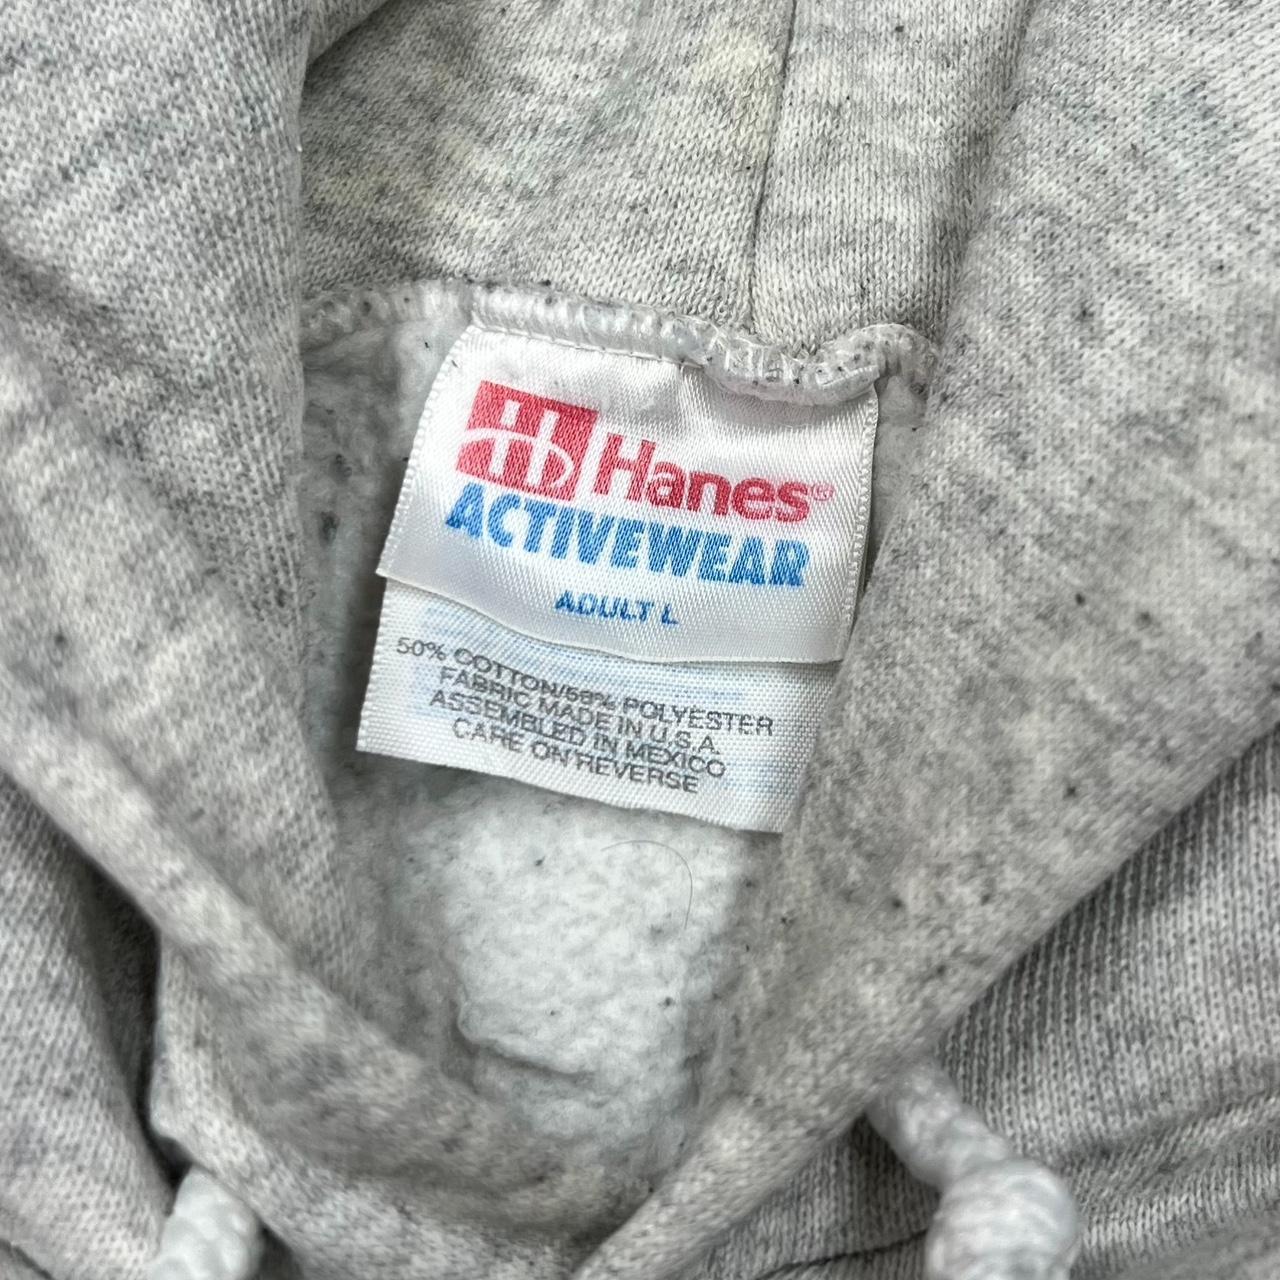 Hanes®
ACTIVEWEAR
ADULT L
50% COTTON/50% POLYESTER
FABRIC MADE IN U.S.A.
ASSEMBLED IN MEXICO
CARE ON REVERSE